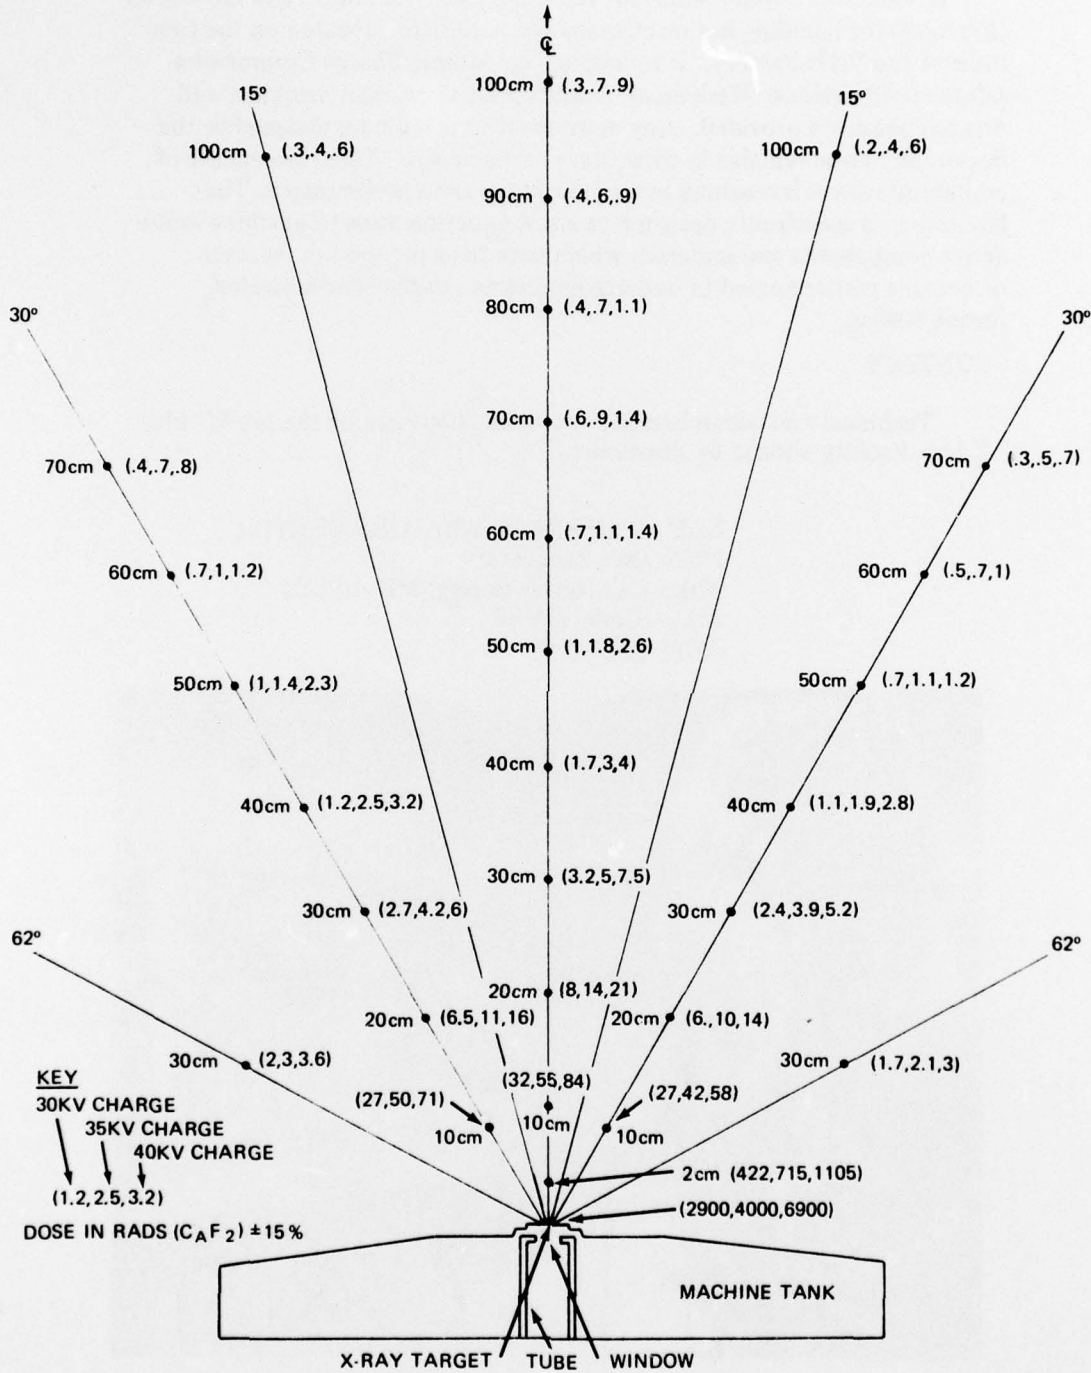 ℄
100cm (.3,.7,.9)
15° 15°
100cm (.3,.4,.6) 100cm (.2,.4,.6)
90cm (.4,.6,.9)
80cm (.4,.7,1.1)
30° 30°
70cm (.6,.9,1.4)
70cm (.4,.7,.8) 70cm (.3,.5,.7)
60cm (.7,1.1,1.4)
60cm (.7,1,1.2) 60cm (.5,.7,1)
50cm (1,1.8,2.6)
50cm (1,1.4,2.3) 50cm (.7,1.1,1.2)
40cm (1.7,3,4)
40cm (1.2,2.5,3.2) 40cm (1.1,1.9,2.8)
30cm (3.2,5,7.5)
30cm (2.7,4.2,6) 30cm (2.4,3.9,5.2)
62° 62°
20cm (8,14,21)
20cm (6.5,11,16) 20cm (6.,10,14)
30cm (2,3,3.6) 30cm (1.7,2.1,3)
(32,55,84)
10cm
(27,50,71) (27,42,58)
10cm 10cm
2cm (422,715,1105)
(2900,4000,6900)
KEY
30KV CHARGE
35KV CHARGE
40KV CHARGE
(1.2,2.5,3.2)
DOSE IN RADS (CAF2) ±15%
MACHINE TANK
X-RAY TARGET TUBE WINDOW